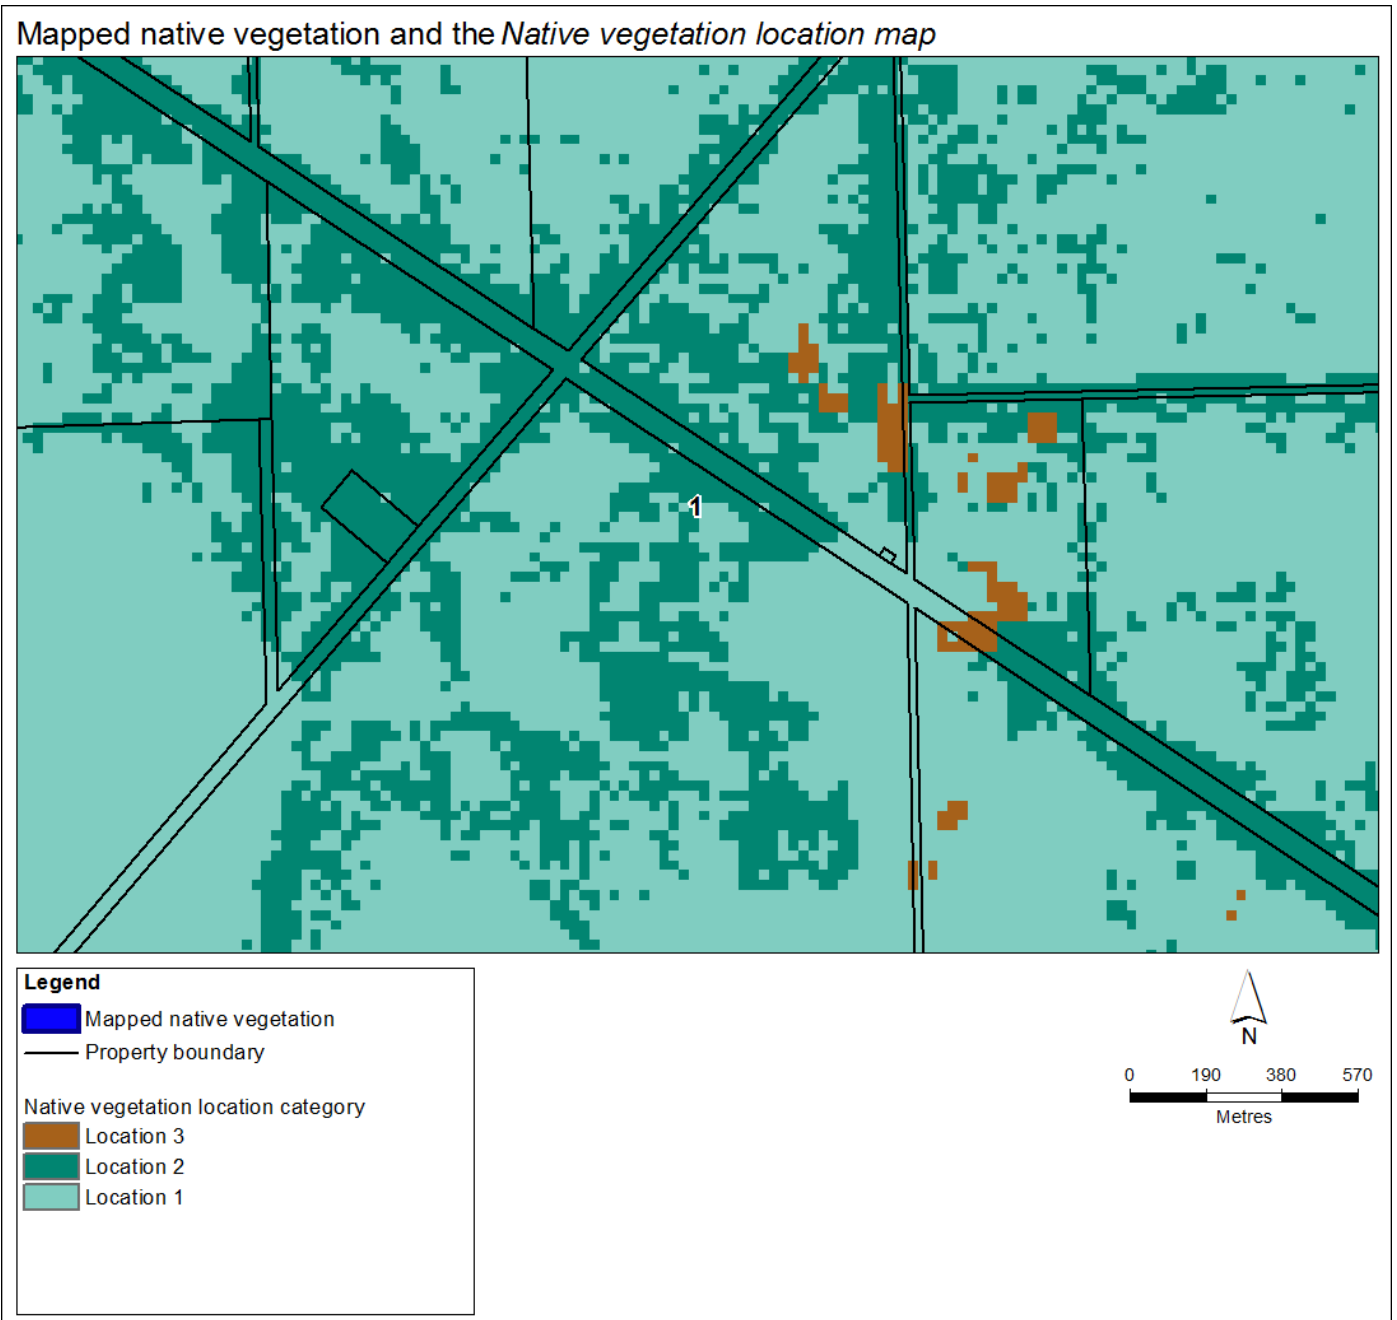 Mapped native vegetation and the Native vegetation location map
1
Legend
Mapped native vegetation
Property boundary
Native vegetation location category
Location 3
Location 2
Location 1
N
0 190 380 570
Metres